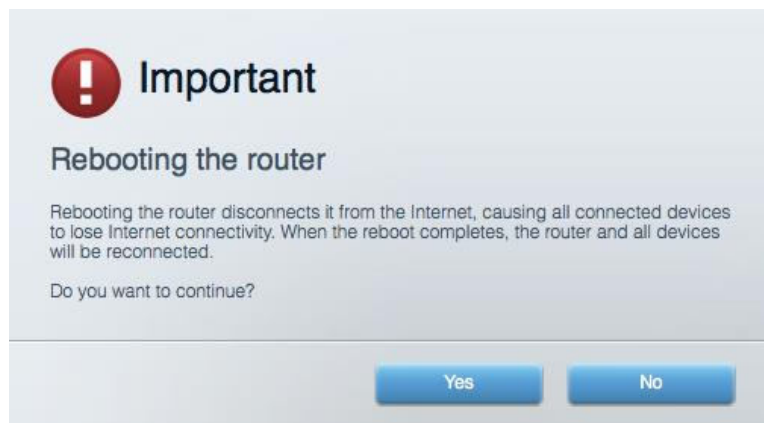 Important
Rebooting the router
Rebooting the router disconnects it from the Internet, causing all connected devices
to lose Internet connectivity. When the reboot completes, the router and all devices
will be reconnected.
Do you want to continue?
Yes
No